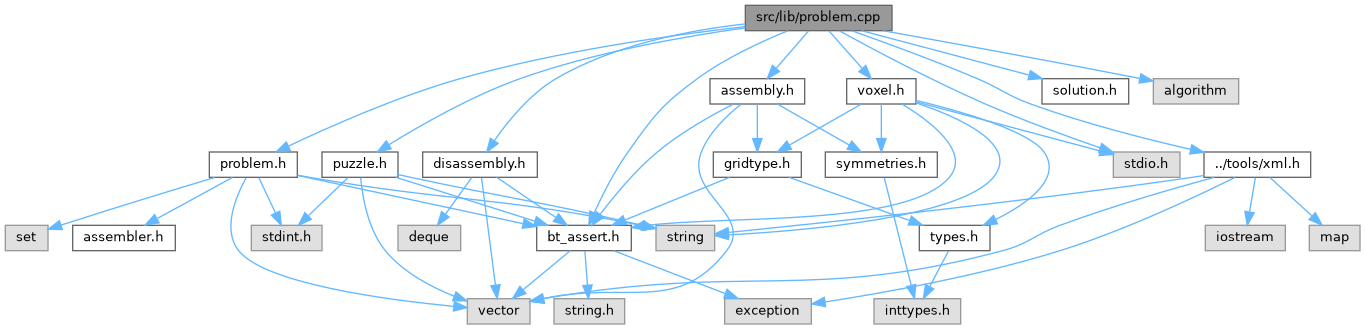 src/lib/problem.cpp
assembly.h
voxel.h
solution.h
algorithm
problem.h
puzzle.h
disassembly.h
gridtype.h
symmetries.h
stdio.h
../tools/xml.h
set
assembler.h
stdint.h
deque
bt_assert.h
string
types.h
iostream
map
vector
string.h
exception
inttypes.h